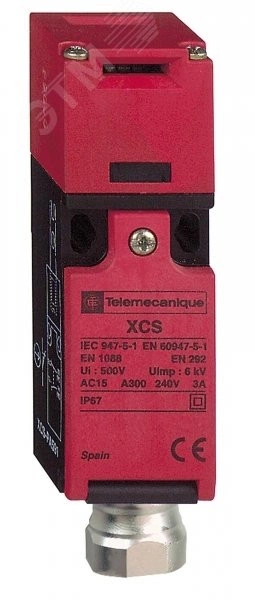 ЭТМ
Telemecanique
XCS
IEC 947-5-1 EN 60947-5-1
EN 1088 EN 292
Ui : 500V Uimp : 6 kV
AC15 A300 240V 3A
IP67
Spain
CE